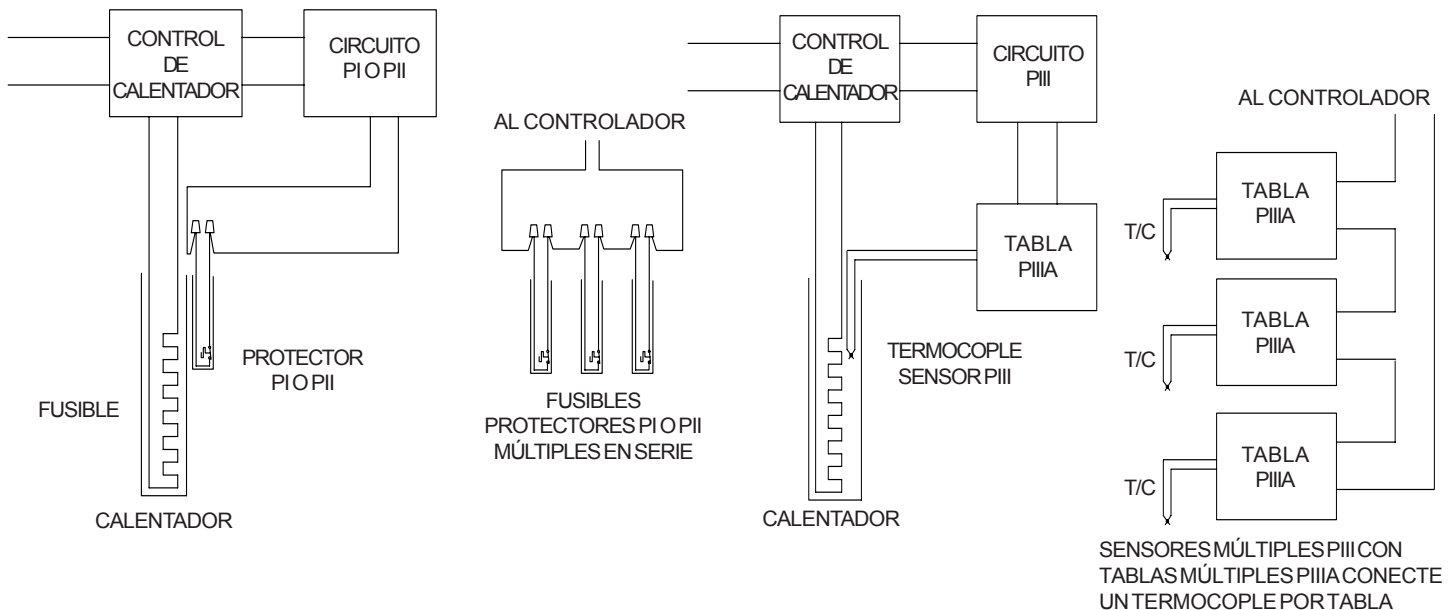 CONTROL
DE
CALENTADOR
CIRCUITO
PI O PII
FUSIBLE
PROTECTOR
PI O PII
CALENTADOR
AL CONTROLADOR
FUSIBLES
PROTECTORES PI O PII
MÚLTIPLES EN SERIE
CONTROL
DE
CALENTADOR
CIRCUITO
PIII
TABLA
PIIIA
TERMOCOPLE
SENSOR PIII
CALENTADOR
AL CONTROLADOR
TABLA
PIIIA
T/C
TABLA
PIIIA
T/C
TABLA
PIIIA
T/C
SENSORES MÚLTIPLES PIII CON
TABLAS MÚLTIPLES PIIIA CONECTE
UN TERMOCOPLE POR TABLA